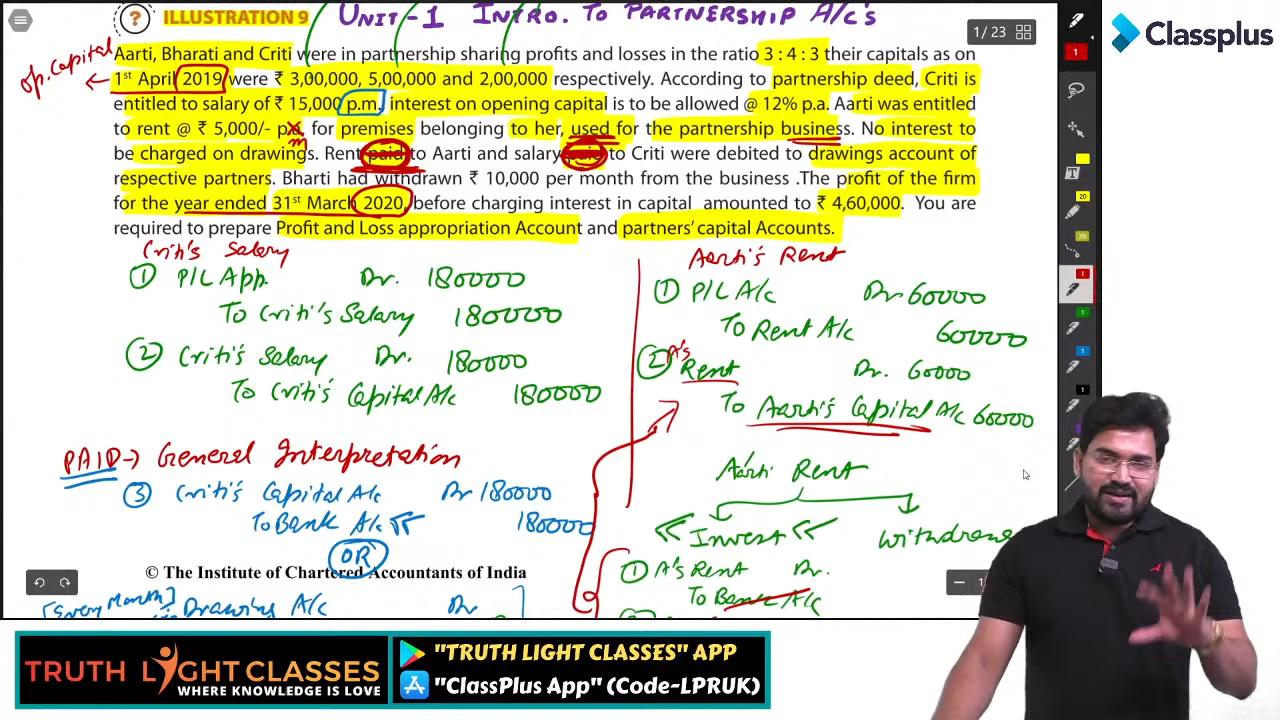 ILLUSTRATION 9
UNIT-1 INTRO. TO PARTNERSHIP A/C'S
1 / 23
Classplus
Op. Capital
Aarti, Bharati and Criti were in partnership sharing profits and losses in the ratio 3 : 4 : 3 their capitals as on
1st April 2019 were ₹ 3,00,000, 5,00,000 and 2,00,000 respectively. According to partnership deed, Criti is
entitled to salary of ₹ 15,000 p.m. interest on opening capital is to be allowed @ 12% p.a. Aarti was entitled
to rent @ ₹ 5,000/- p.m for premises belonging to her, used for the partnership business. No interest to
be charged on drawings. Rent paid to Aarti and salary paid to Criti were debited to drawings account of
respective partners. Bharti had withdrawn ₹ 10,000 per month from the business .The profit of the firm
for the year ended 31st March 2020, before charging interest in capital amounted to ₹ 4,60,000. You are
required to prepare Profit and Loss appropriation Account and partners' capital Accounts.
Criti's Salary
① P/L App. Dr. 180000
To Criti's Salary 180000
② Criti's Salary Dr. 180000
To Criti's Capital A/c 180000
PAID → General Interpretation
③ Criti's Capital A/c Dr 180000
To Bank A/c 180000
OR
© The Institute of Chartered Accountants of India
[Every Month] Drawing A/c Dr
Aarti's Rent
① P/L A/c Dr 60000
To Rent A/c 60000
② A's Rent Dr. 60000
To Aarti's Capital A/c 60000
Aarti Rent
Invest
① A's Rent Dr.
To Bank A/c
TRUTH LIGHT CLASSES
WHERE KNOWLEDGE IS LOVE
"TRUTH LIGHT CLASSES" APP
"ClassPlus App" (Code-LPRUK)